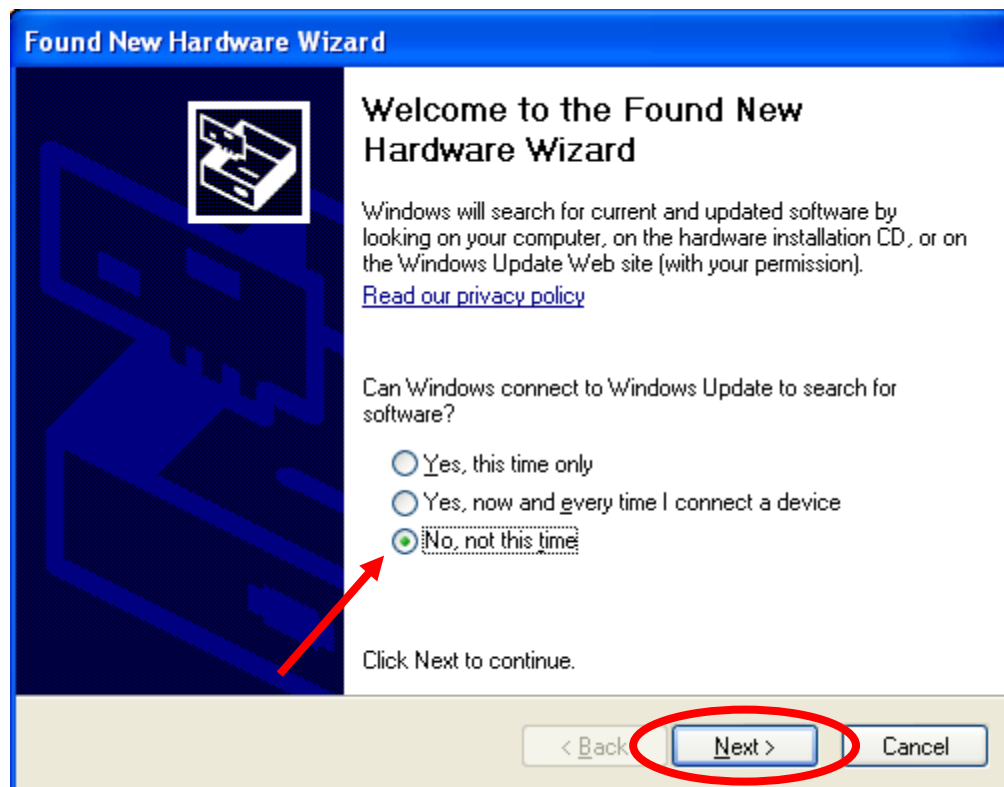 Found New Hardware Wizard
Welcome to the Found New
Hardware Wizard
Windows will search for current and updated software by
looking on your computer, on the hardware installation CD, or on
the Windows Update Web site (with your permission).
Read our privacy policy
Can Windows connect to Windows Update to search for
software?
Yes, this time only
Yes, now and every time I connect a device
No, not this time
Click Next to continue.
< Back Next > Cancel